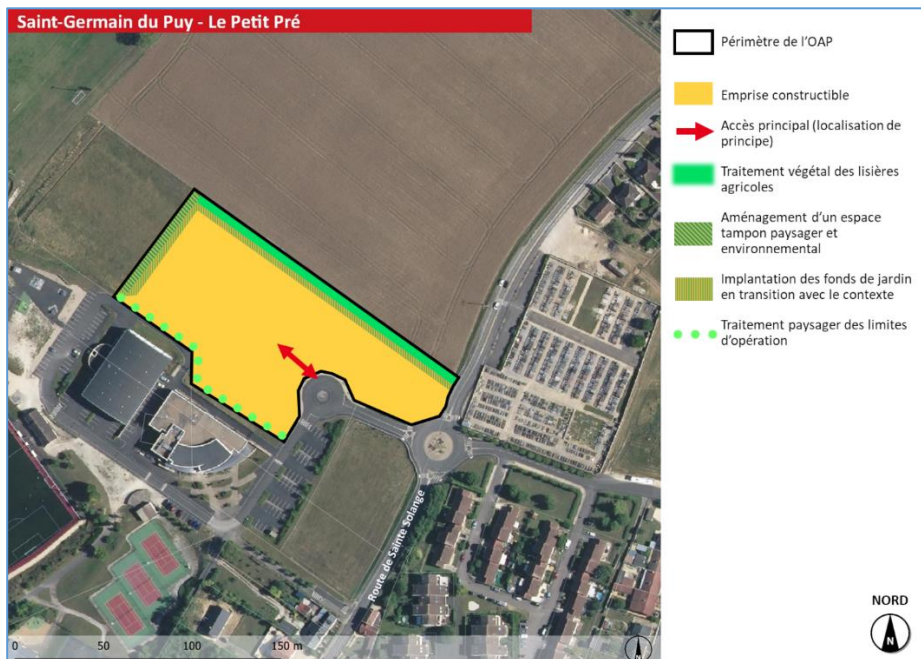 Saint-Germain du Puy - Le Petit Pré
Périmètre de l'OAP
Emprise constructible
Accès principal (localisation de
principe)
Traitement végétal des lisières
agricoles
Aménagement d'un espace
tampon paysager et
environnemental
Implantation des fonds de jardin
en transition avec le contexte
Traitement paysager des limites
d'opération
Route de Sainte Solange
0 50 100 150 m
N
NORD
N